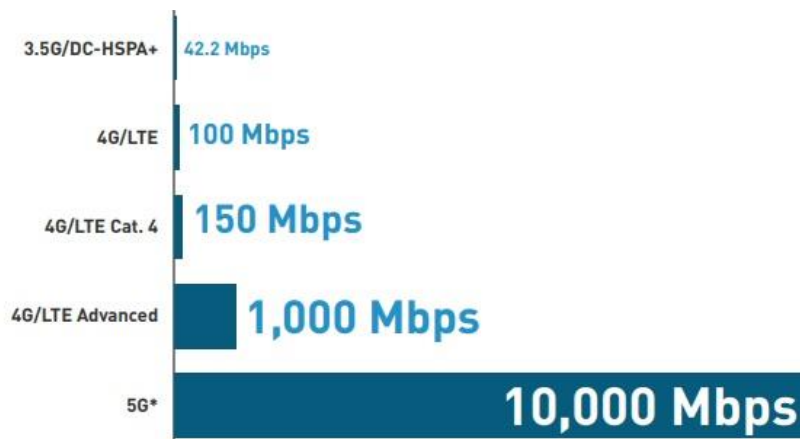 3.5G/DC-HSPA+ 42.2 Mbps
4G/LTE 100 Mbps
4G/LTE Cat. 4 150 Mbps
4G/LTE Advanced 1,000 Mbps
5G* 10,000 Mbps